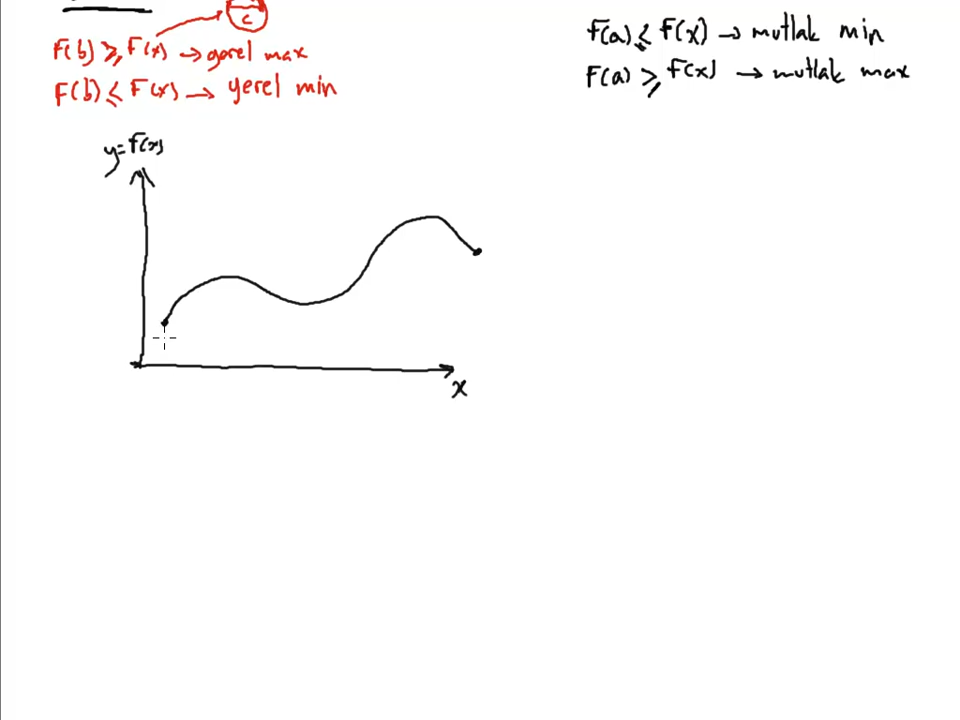 c
F(b) ≥ F(x) → yerel max
F(b) ≤ F(x) → yerel min
F(a) ≤ F(x) → mutlak min
F(a) ≥ F(x) → mutlak max
y=f(x)
x